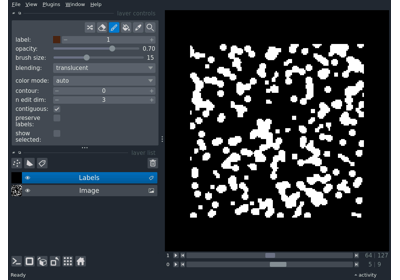 File View Plugins Window Help
layer controls
label: 1
opacity: 0.70
brush size: 15
blending: translucent
color mode: auto
contour: 0
n edit dim: 3
contiguous:
preserve
labels:
show
selected:
layer list
Labels
Image
1 64 127
0 5 9
Ready activity